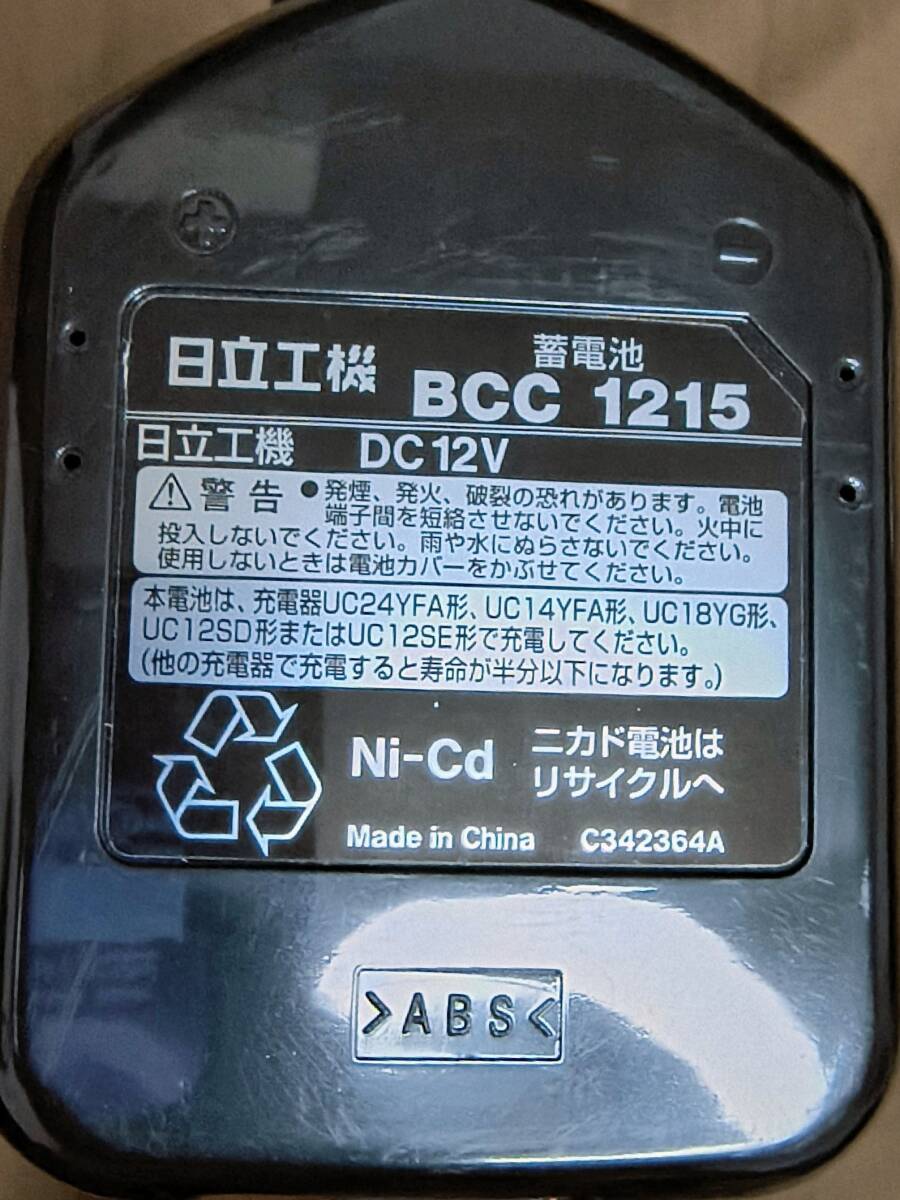 蓄電池
日立工機 BCC 1215
日立工機 DC12V
⚠警告 ●発煙、発火、破裂の恐れがあります。電池
端子間を短絡させないでください。火中に
投入しないでください。雨や水にぬらさないでください。
使用しないときは電池カバーをかぶせてください。
本電池は、充電器UC24YFA形、UC14YFA形、UC18YG形、
UC12SD形またはUC12SE形で充電してください。
(他の充電器で充電すると寿命が半分以下になります。)
Ni-Cd ニカド電池は
リサイクルへ
Made in China C342364A
>ABS<